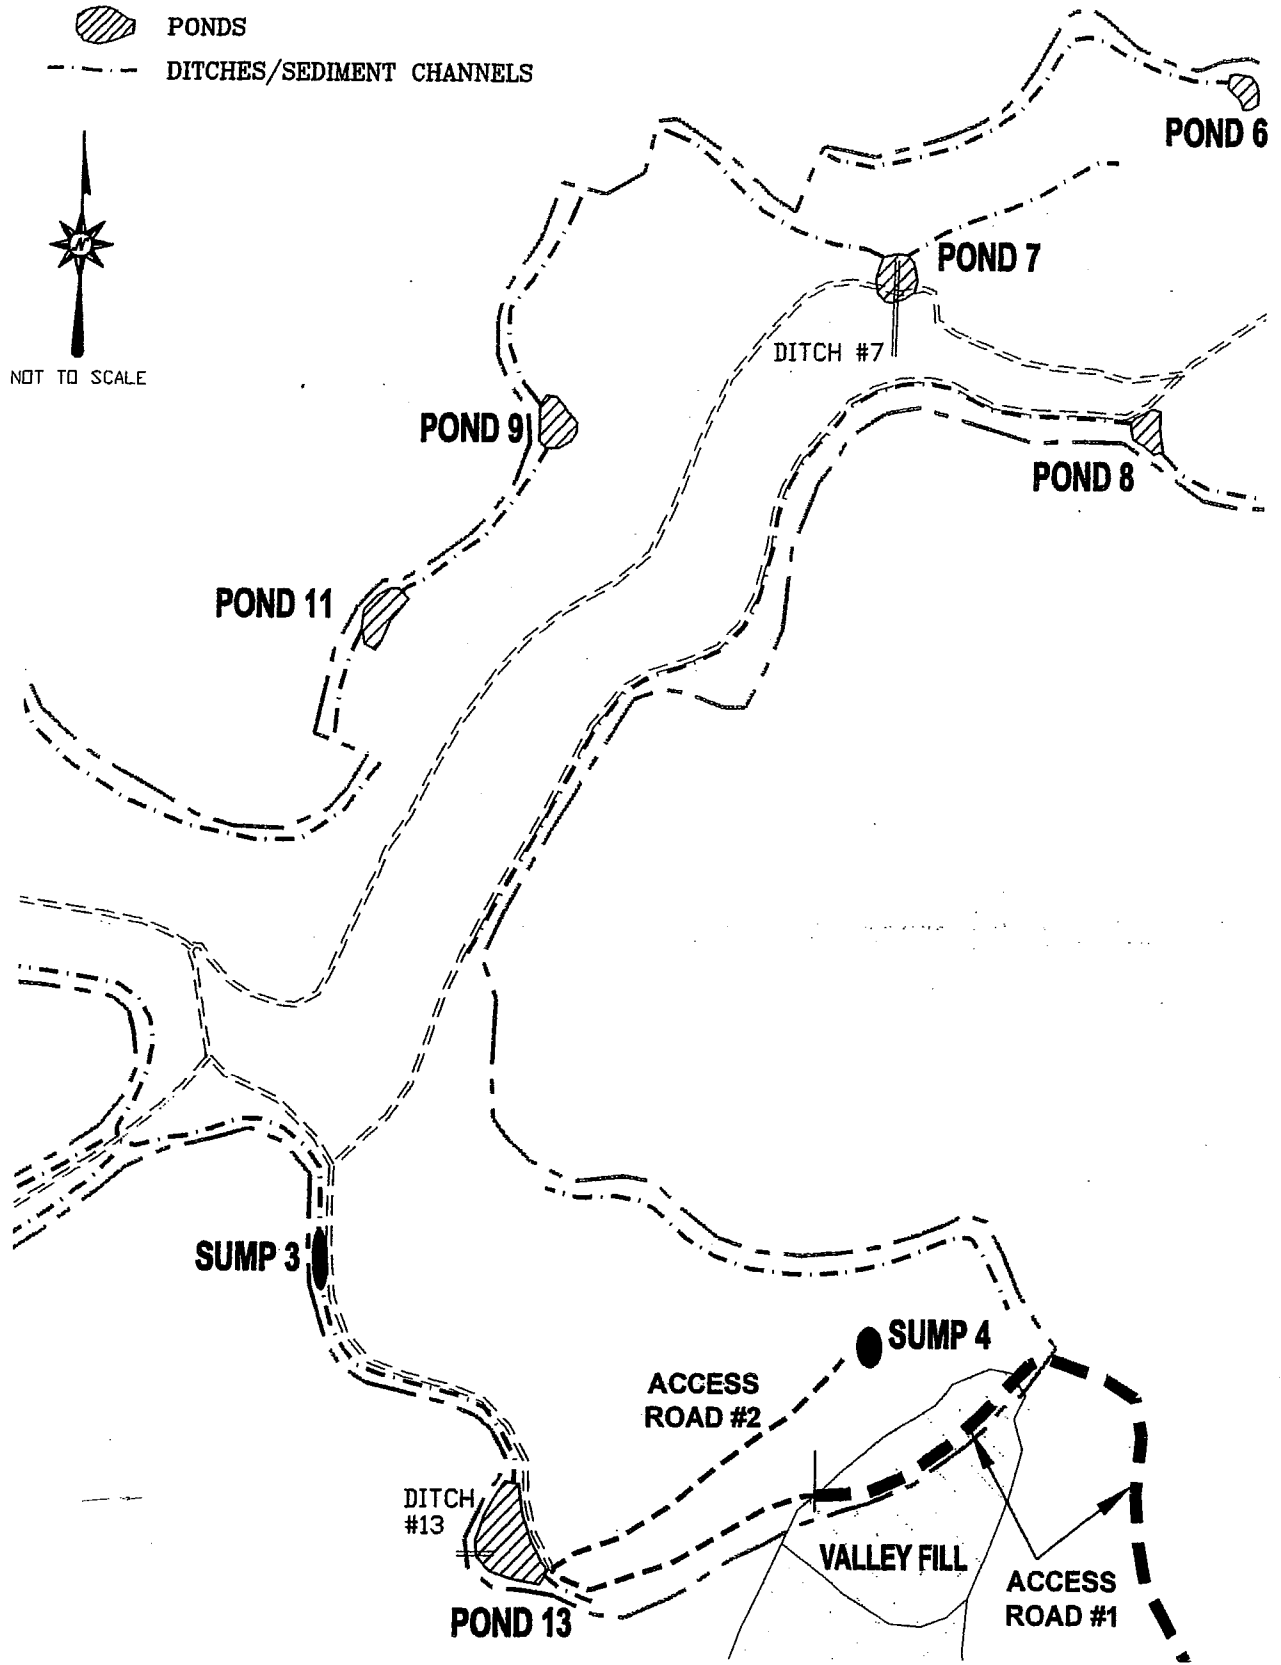 PONDS
DITCHES/SEDIMENT CHANNELS
POND 6
N
POND 7
DITCH #7
NOT TO SCALE
POND 9
POND 8
POND 11
SUMP 3
SUMP 4
ACCESS
ROAD #2
DITCH
#13
VALLEY FILL
ACCESS
ROAD #1
POND 13